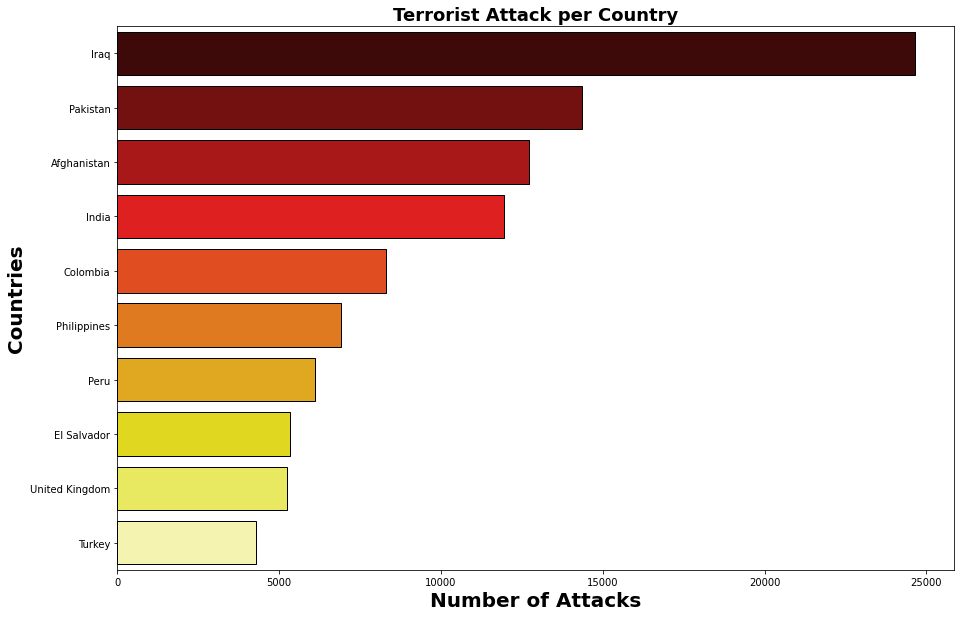 Terrorist Attack per Country
Countries
Iraq
Pakistan
Afghanistan
India
Colombia
Philippines
Peru
El Salvador
United Kingdom
Turkey
0 5000 10000 15000 20000 25000
Number of Attacks